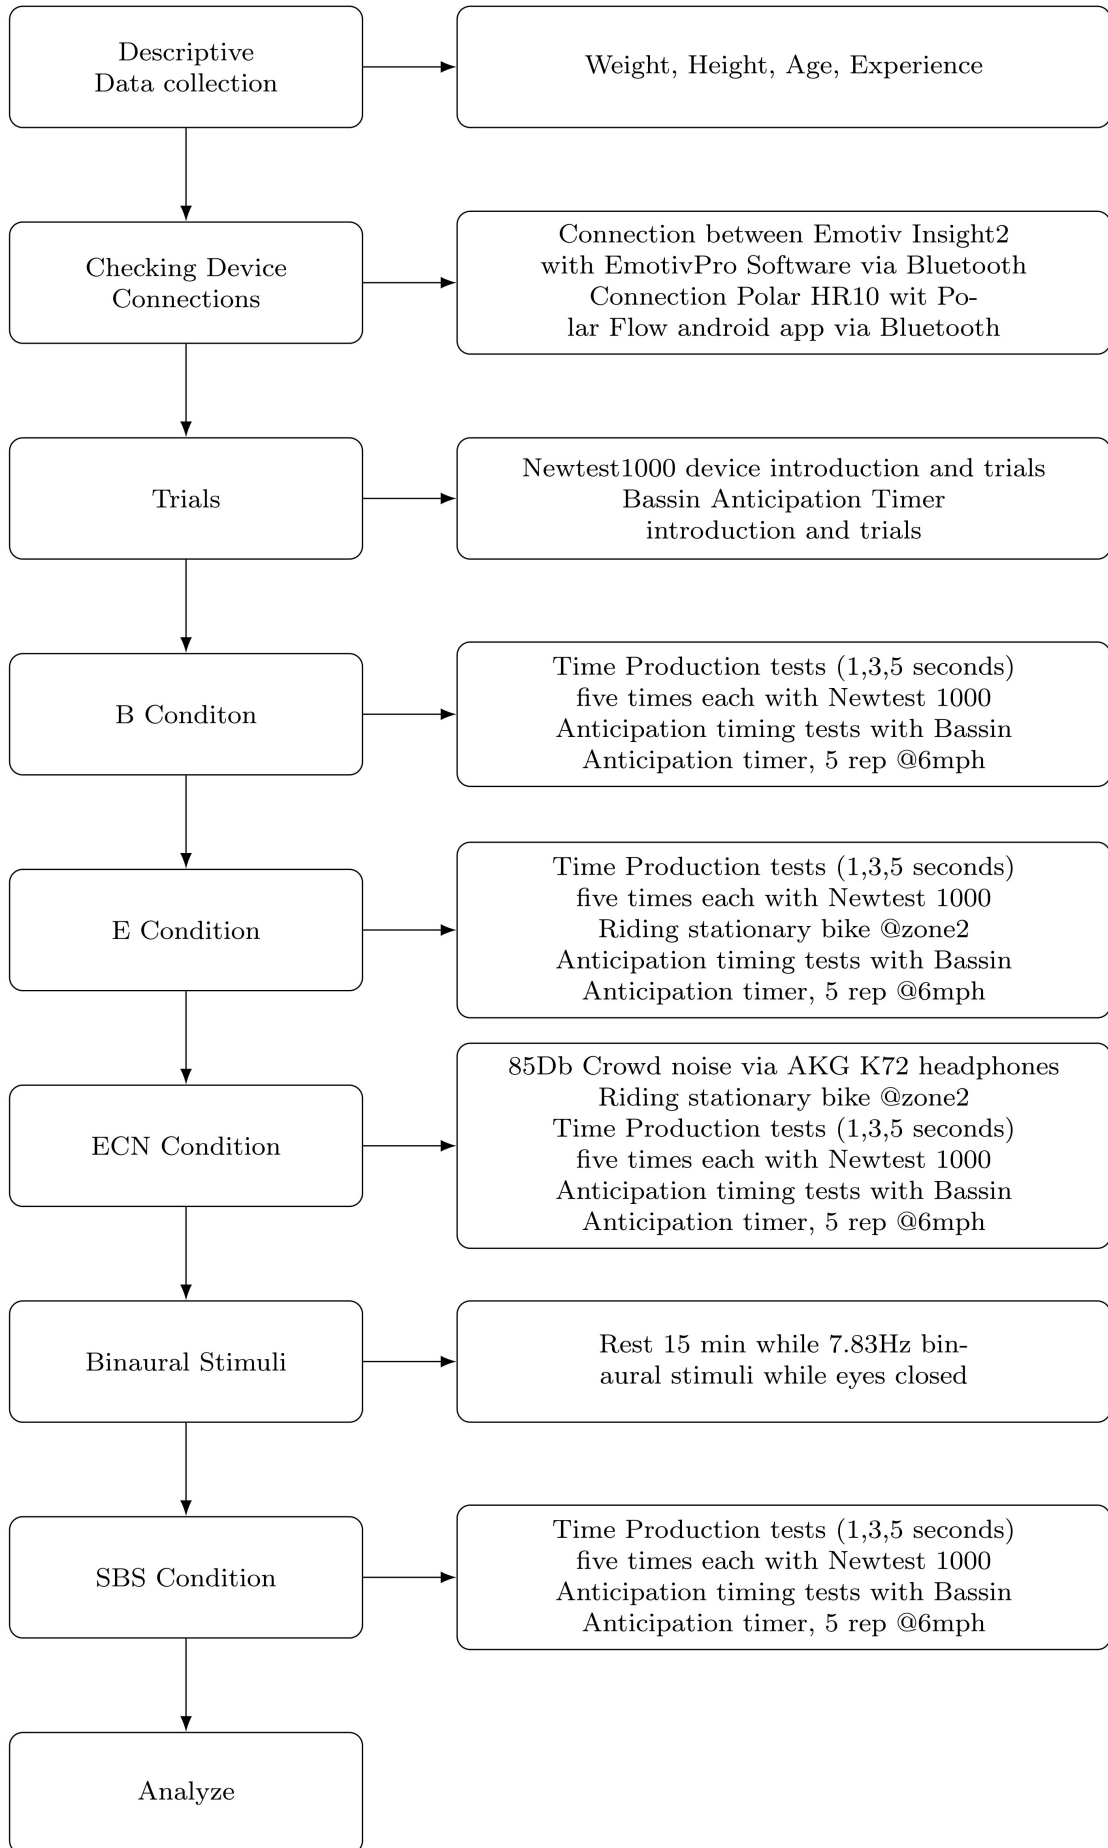 Descriptive
Data collection
Weight, Height, Age, Experience
Checking Device
Connections
Connection between Emotiv Insight2
with EmotivPro Software via Bluetooth
Connection Polar HR10 wit Po-
lar Flow android app via Bluetooth
Trials
Newtest1000 device introduction and trials
Bassin Anticipation Timer
introduction and trials
B Conditon
Time Production tests (1,3,5 seconds)
five times each with Newtest 1000
Anticipation timing tests with Bassin
Anticipation timer, 5 rep @6mph
E Condition
Time Production tests (1,3,5 seconds)
five times each with Newtest 1000
Riding stationary bike @zone2
Anticipation timing tests with Bassin
Anticipation timer, 5 rep @6mph
ECN Condition
85Db Crowd noise via AKG K72 headphones
Riding stationary bike @zone2
Time Production tests (1,3,5 seconds)
five times each with Newtest 1000
Anticipation timing tests with Bassin
Anticipation timer, 5 rep @6mph
Binaural Stimuli
Rest 15 min while 7.83Hz bin-
aural stimuli while eyes closed
SBS Condition
Time Production tests (1,3,5 seconds)
five times each with Newtest 1000
Anticipation timing tests with Bassin
Anticipation timer, 5 rep @6mph
Analyze